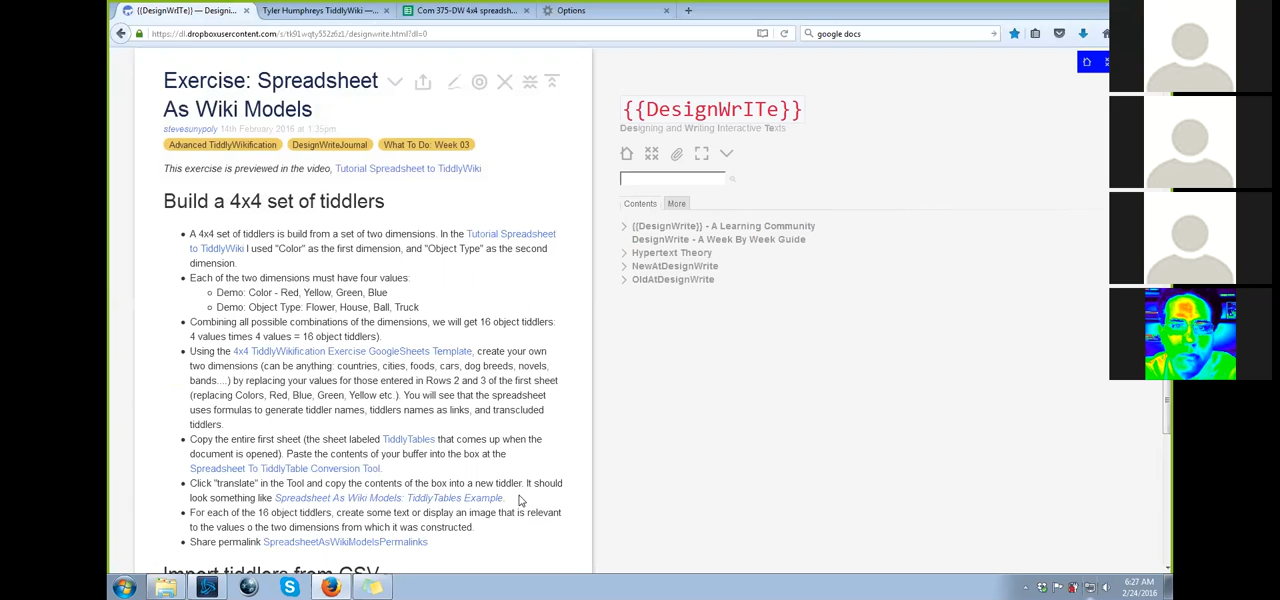 {{DesignWrITe}} — Designi...
Tyler Humphreys TiddlyWiki —...
Com 375-DW 4x4 spreadsh...
Options
https://dl.dropboxusercontent.com/s/tk91wqty552z6z1/designwrite.html?dl=0
google docs
Exercise: Spreadsheet
As Wiki Models
stevesunypoly 14th February 2016 at 1:35pm
Advanced TiddlyWikification DesignWriteJournal What To Do: Week 03
This exercise is previewed in the video, Tutorial Spreadsheet to TiddlyWiki
Build a 4x4 set of tiddlers
A 4x4 set of tiddlers is build from a set of two dimensions. In the Tutorial Spreadsheet
to TiddlyWiki I used "Color" as the first dimension, and "Object Type" as the second
dimension.
Each of the two dimensions must have four values:
Demo: Color - Red, Yellow, Green, Blue
Demo: Object Type: Flower, House, Ball, Truck
Combining all possible combinations of the dimensions, we will get 16 object tiddlers:
4 values times 4 values = 16 object tiddlers).
Using the 4x4 TiddlyWikification Exercise GoogleSheets Template, create your own
two dimensions (can be anything: countries, cities, foods, cars, dog breeds, novels,
bands....) by replacing your values for those entered in Rows 2 and 3 of the first sheet
(replacing Colors, Red, Blue, Green, Yellow etc.). You will see that the spreadsheet
uses formulas to generate tiddler names, tiddlers names as links, and transcluded
tiddlers.
Copy the entire first sheet (the sheet labeled TiddlyTables that comes up when the
document is opened). Paste the contents of your buffer into the box at the
Spreadsheet To TiddlyTable Conversion Tool.
Click "translate" in the Tool and copy the contents of the box into a new tiddler. It should
look something like Spreadsheet As Wiki Models: TiddlyTables Example.
For each of the 16 object tiddlers, create some text or display an image that is relevant
to the values o the two dimensions from which it was constructed.
Share permalink SpreadsheetAsWikiModelsPermalinks
Import tiddlers from CSV
{{DesignWrITe}}
Designing and Writing Interactive Texts
Contents More
{{DesignWrite}} - A Learning Community
DesignWrite - A Week By Week Guide
Hypertext Theory
NewAtDesignWrite
OldAtDesignWrite
6:27 AM
2/24/2016